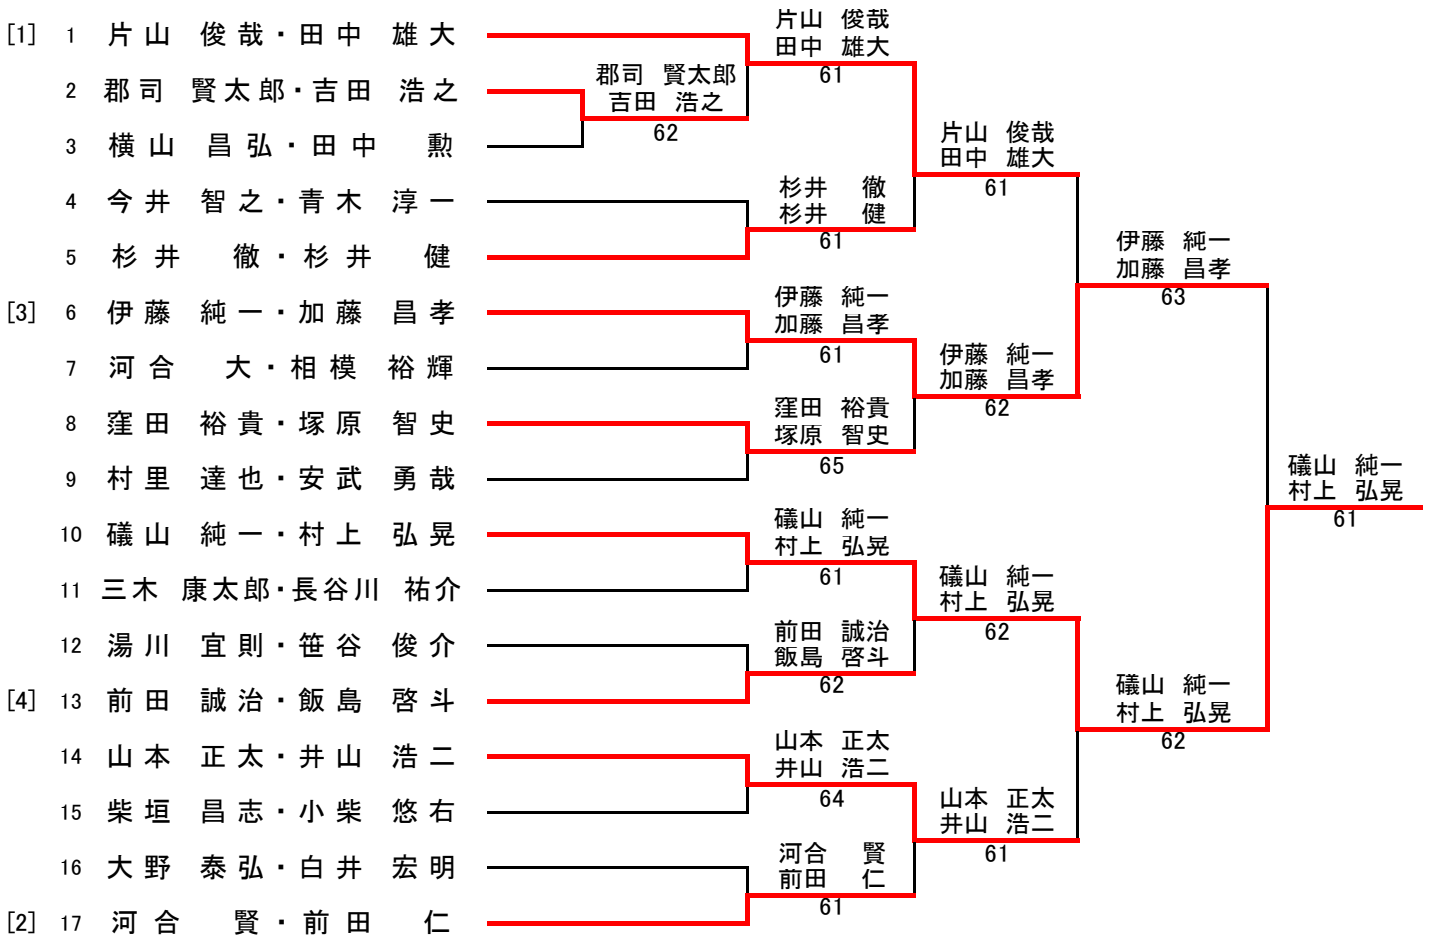 [1] 1 片山 俊哉・田中 雄大
2 郡司 賢太郎・吉田 浩之
3 横山 昌弘・田中 勲
4 今井 智之・青木 淳一
5 杉井 徹・杉井 健
[3] 6 伊藤 純一・加藤 昌孝
7 河合 大・相模 裕輝
8 窪田 裕貴・塚原 智史
9 村里 達也・安武 勇哉
10 礒山 純一・村上 弘晃
11 三木 康太郎・長谷川 祐介
12 湯川 宜則・笹谷 俊介
[4] 13 前田 誠治・飯島 啓斗
14 山本 正太・井山 浩二
15 柴垣 昌志・小柴 悠右
16 大野 泰弘・白井 宏明
[2] 17 河合 賢・前田 仁
郡司 賢太郎
吉田 浩之
62
片山 俊哉
田中 雄大
61
杉井 徹
杉井 健
61
伊藤 純一
加藤 昌孝
61
窪田 裕貴
塚原 智史
65
礒山 純一
村上 弘晃
61
前田 誠治
飯島 啓斗
62
山本 正太
井山 浩二
64
河合 賢
前田 仁
61
片山 俊哉
田中 雄大
61
伊藤 純一
加藤 昌孝
62
礒山 純一
村上 弘晃
62
山本 正太
井山 浩二
61
伊藤 純一
加藤 昌孝
63
礒山 純一
村上 弘晃
62
礒山 純一
村上 弘晃
61